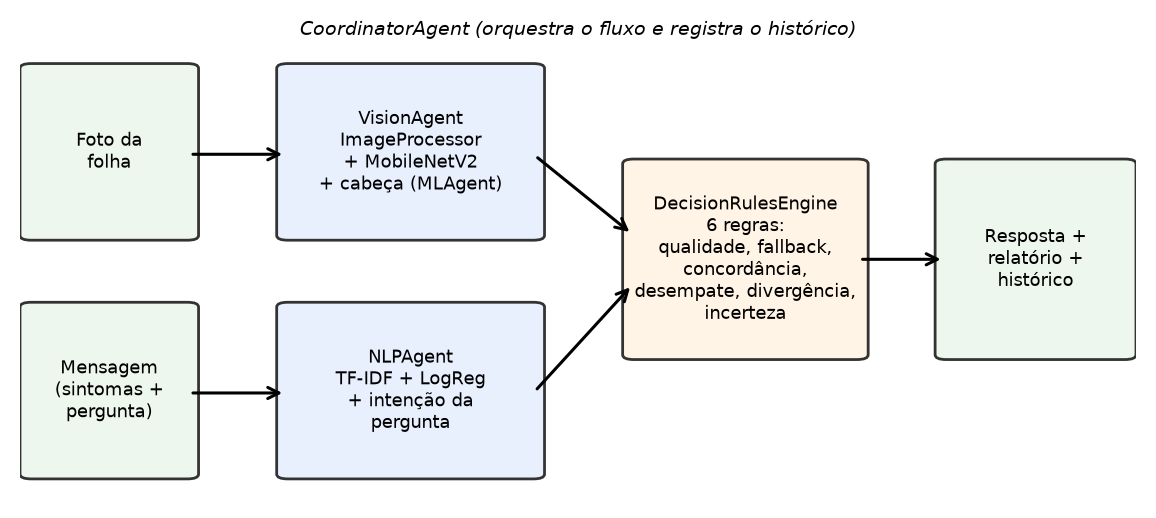 CoordinatorAgent (orquestra o fluxo e registra o histórico)
Foto da
folha
VisionAgent
ImageProcessor
+ MobileNetV2
+ cabeça (MLAgent)
Mensagem
(sintomas +
pergunta)
NLPAgent
TF-IDF + LogReg
+ intenção da
pergunta
DecisionRulesEngine
6 regras:
qualidade, fallback,
concordância,
desempate, divergência,
incerteza
Resposta +
relatório +
histórico